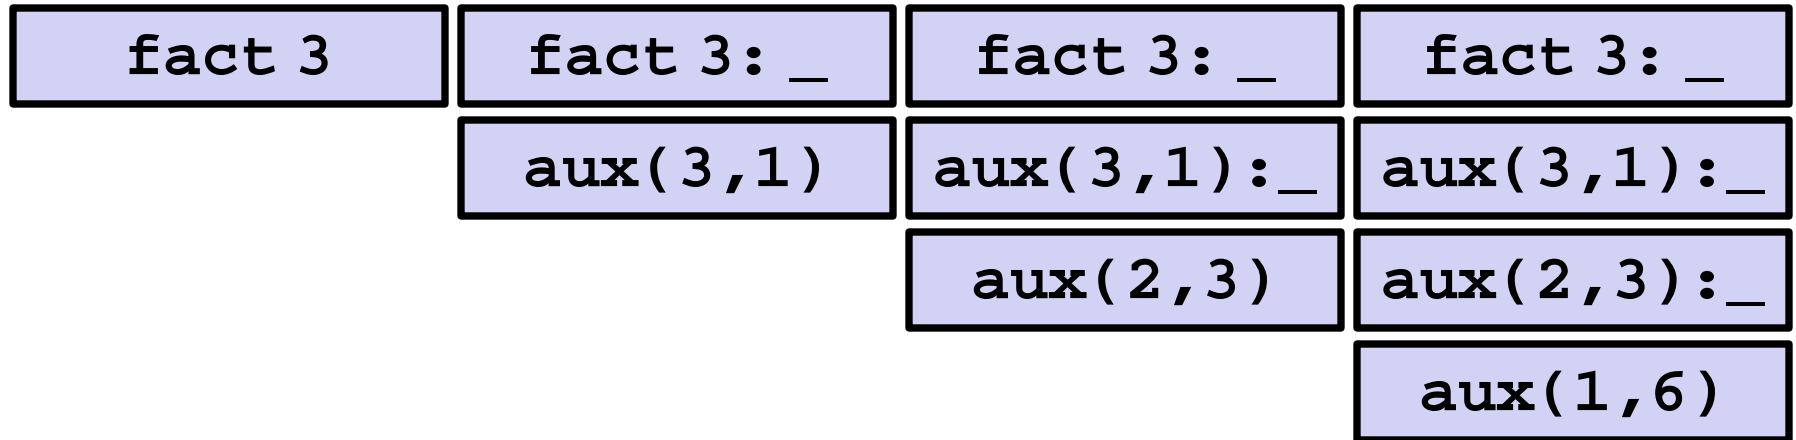 fact 3 fact 3:_ fact 3:_ fact 3:_
aux(3,1) aux(3,1):_ aux(3,1):_
aux(2,3) aux(2,3):_
aux(1,6)